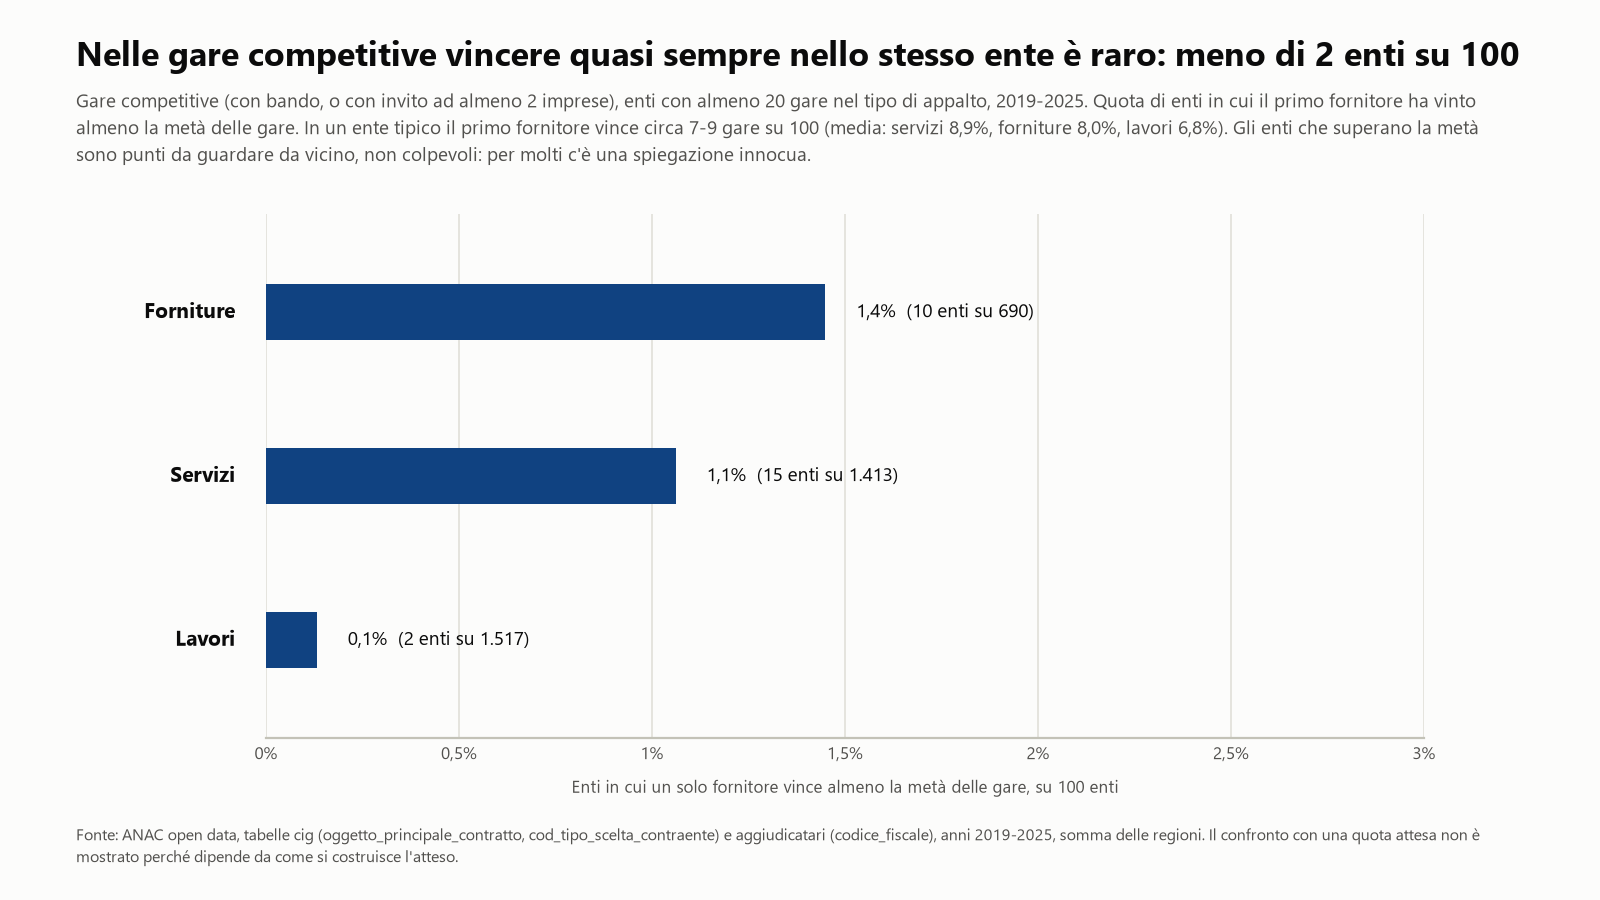 Nelle gare competitive vincere quasi sempre nello stesso ente è raro: meno di 2 enti su 100
Gare competitive (con bando, o con invito ad almeno 2 imprese), enti con almeno 20 gare nel tipo di appalto, 2019-2025. Quota di enti in cui il primo fornitore ha vinto
almeno la metà delle gare. In un ente tipico il primo fornitore vince circa 7-9 gare su 100 (media: servizi 8,9%, forniture 8,0%, lavori 6,8%). Gli enti che superano la metà
sono punti da guardare da vicino, non colpevoli: per molti c'è una spiegazione innocua.
Forniture
1,4% (10 enti su 690)
Servizi
1,1% (15 enti su 1.413)
Lavori
0,1% (2 enti su 1.517)
0%
0,5%
1%
1,5%
2%
2,5%
3%
Enti in cui un solo fornitore vince almeno la metà delle gare, su 100 enti
Fonte: ANAC open data, tabelle cig (oggetto_principale_contratto, cod_tipo_scelta_contraente) e aggiudicatari (codice_fiscale), anni 2019-2025, somma delle regioni. Il confronto con una quota attesa non è
mostrato perché dipende da come si costruisce l'atteso.